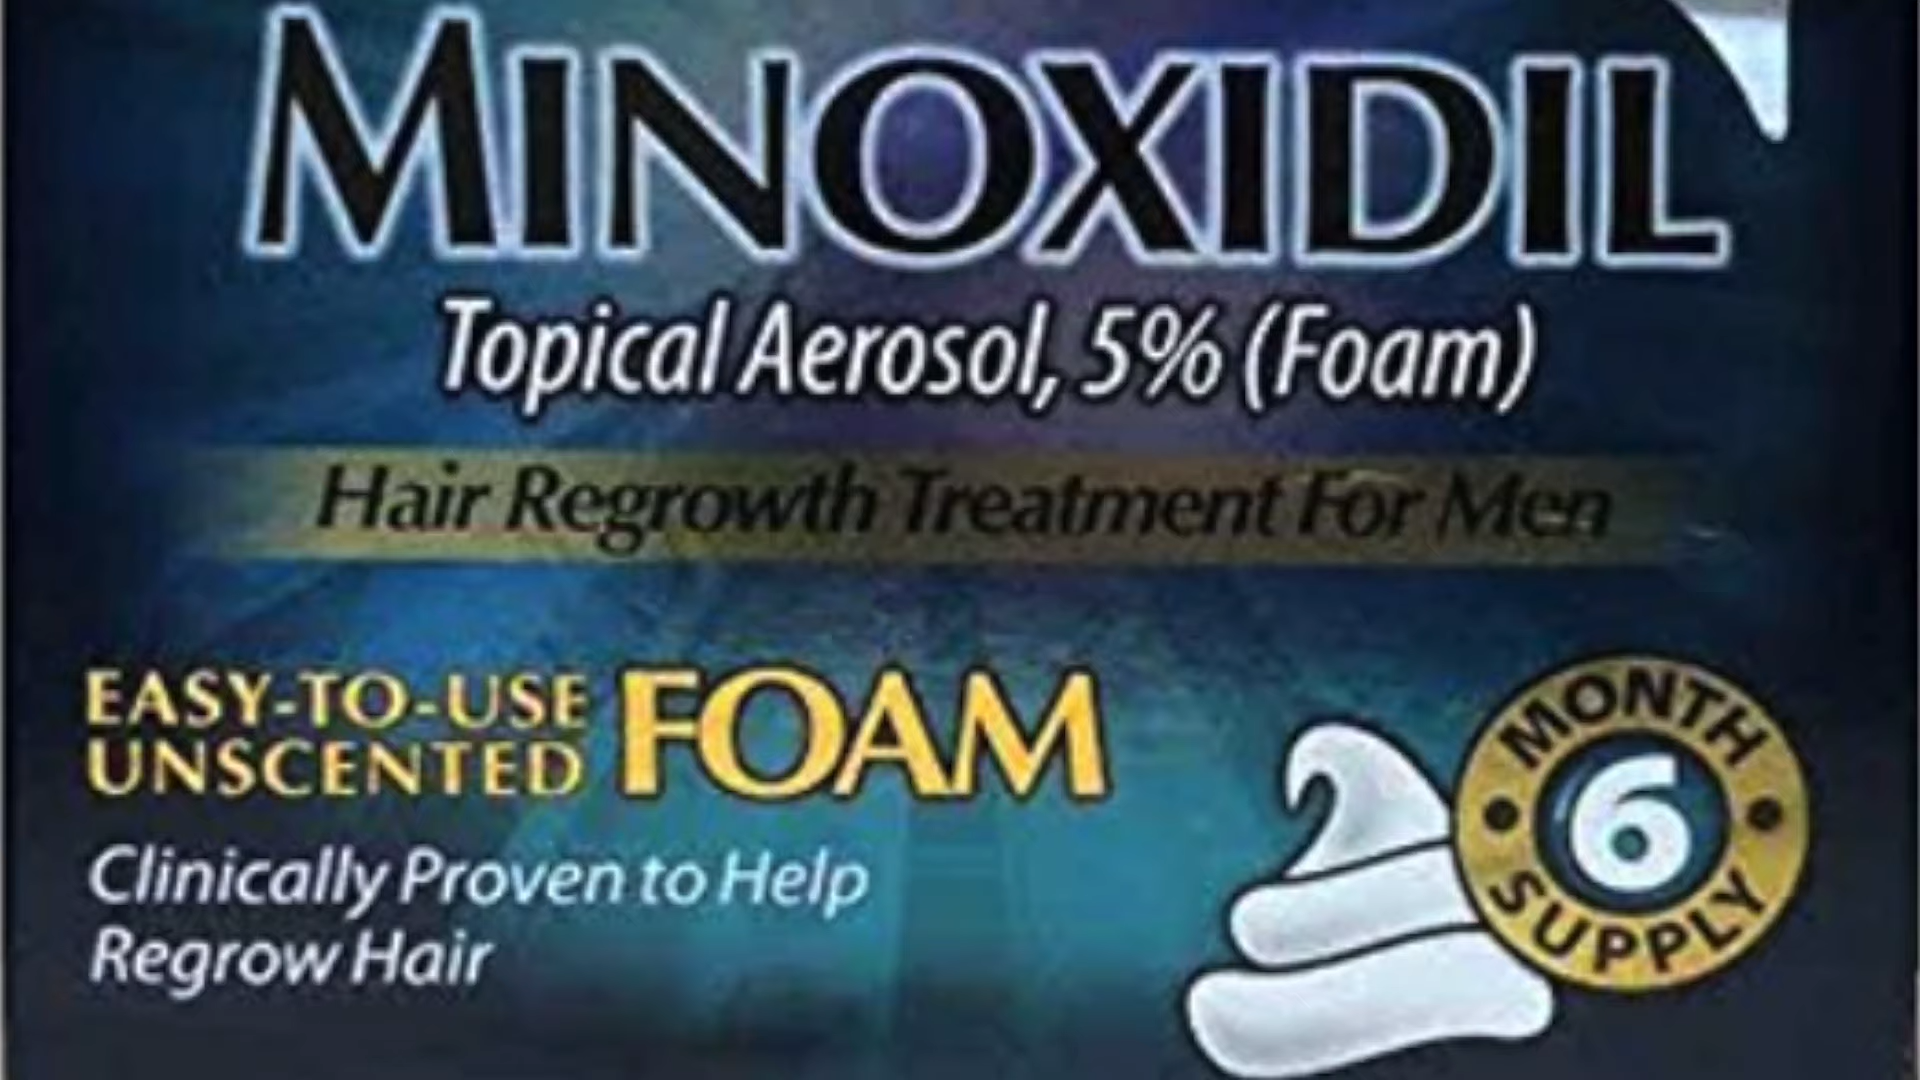 MINOXIDIL
Topical Aerosol, 5% (Foam)
Hair Regrowth Treatment For Men
EASY-TO-USE
UNSCENTED FOAM
Clinically Proven to Help
Regrow Hair
MONTH
6
SUPPLY